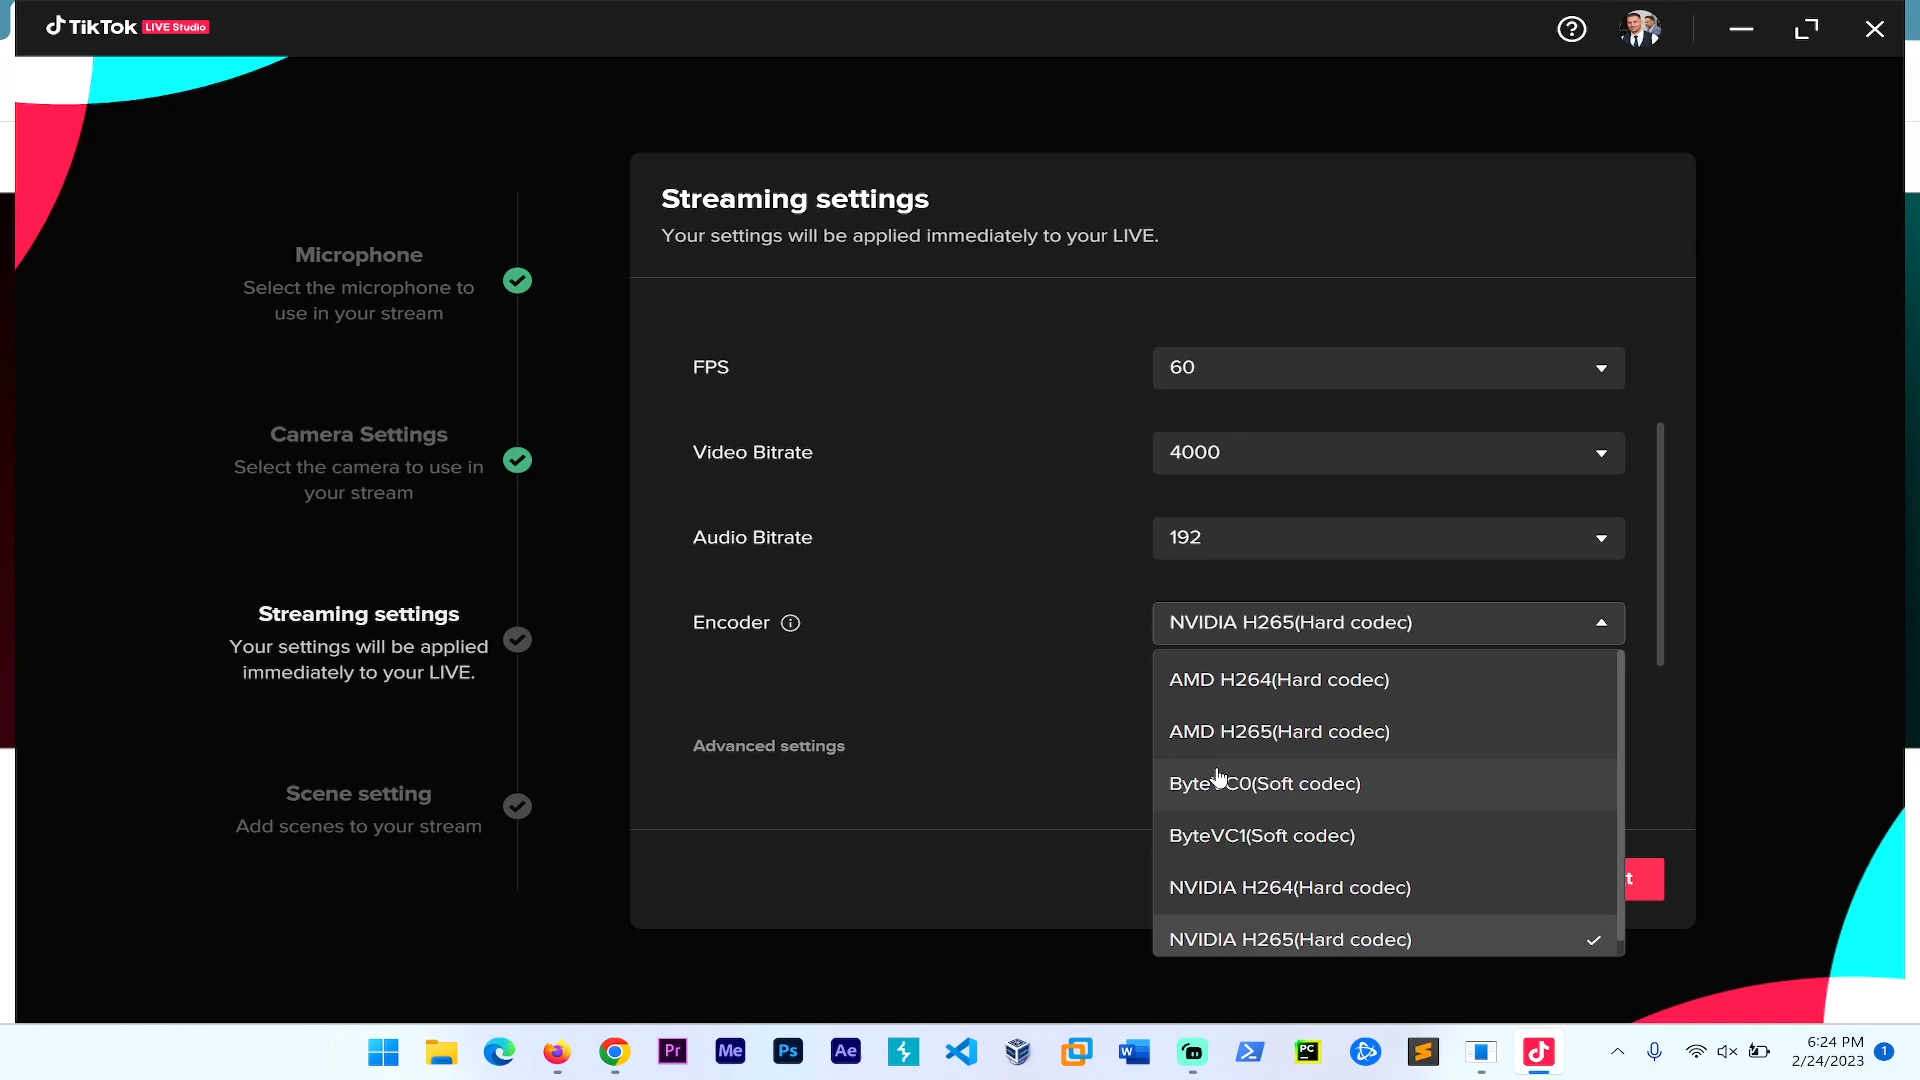 TikTok LIVE Studio
Microphone
Select the microphone to
use in your stream
Camera Settings
Select the camera to use in
your stream
Streaming settings
Your settings will be applied
immediately to your LIVE.
Scene setting
Add scenes to your stream
Streaming settings
Your settings will be applied immediately to your LIVE.
FPS
60
Video Bitrate
4000
Audio Bitrate
192
Encoder
NVIDIA H265(Hard codec)
AMD H264(Hard codec)
AMD H265(Hard codec)
Advanced settings
ByteVC0(Soft codec)
ByteVC1(Soft codec)
NVIDIA H264(Hard codec)
NVIDIA H265(Hard codec)
t
Pr
Me
Ps
Ae
W
PC
6:24 PM
2/24/2023
1